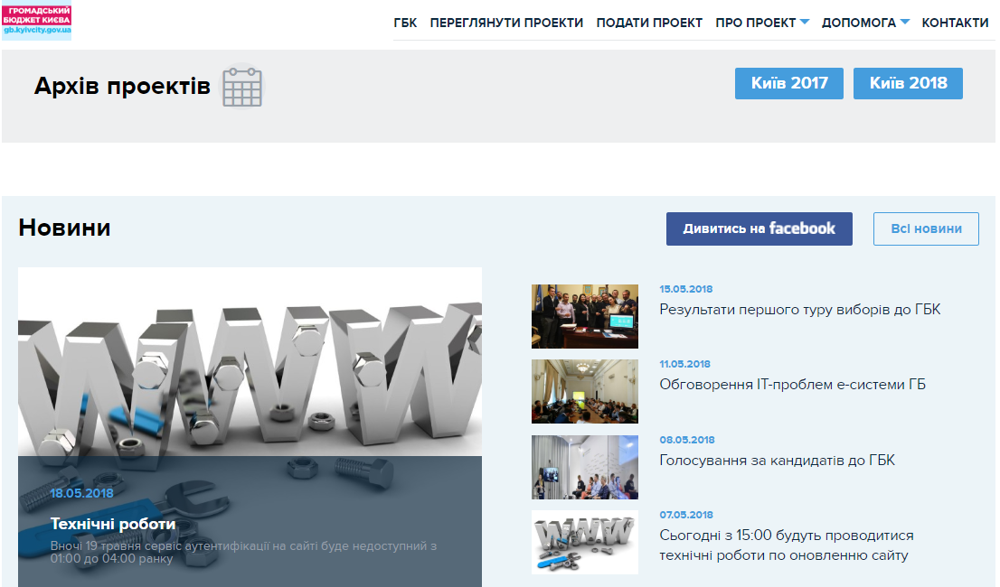 ГРОМАДСЬКИЙ
БЮДЖЕТ КИЄВА
gb.kyivcity.gov.ua
ГБК ПЕРЕГЛЯНУТИ ПРОЕКТИ ПОДАТИ ПРОЕКТ ПРО ПРОЕКТ ДОПОМОГА КОНТАКТИ
Архів проектів
Київ 2017 Київ 2018
Новини
Дивитись на facebook Всі новини
WWW
18.05.2018
Технічні роботи
Вночі 19 травня сервіс аутентифікації на сайті буде недоступний з
01:00 до 04:00 ранку
15.05.2018
Результати першого туру виборів до ГБК
11.05.2018
Обговорення ІТ-проблем е-системи ГБ
08.05.2018
Голосування за кандидатів до ГБК
WWW
07.05.2018
Сьогодні з 15:00 будуть проводитися
технічні роботи по оновленню сайту